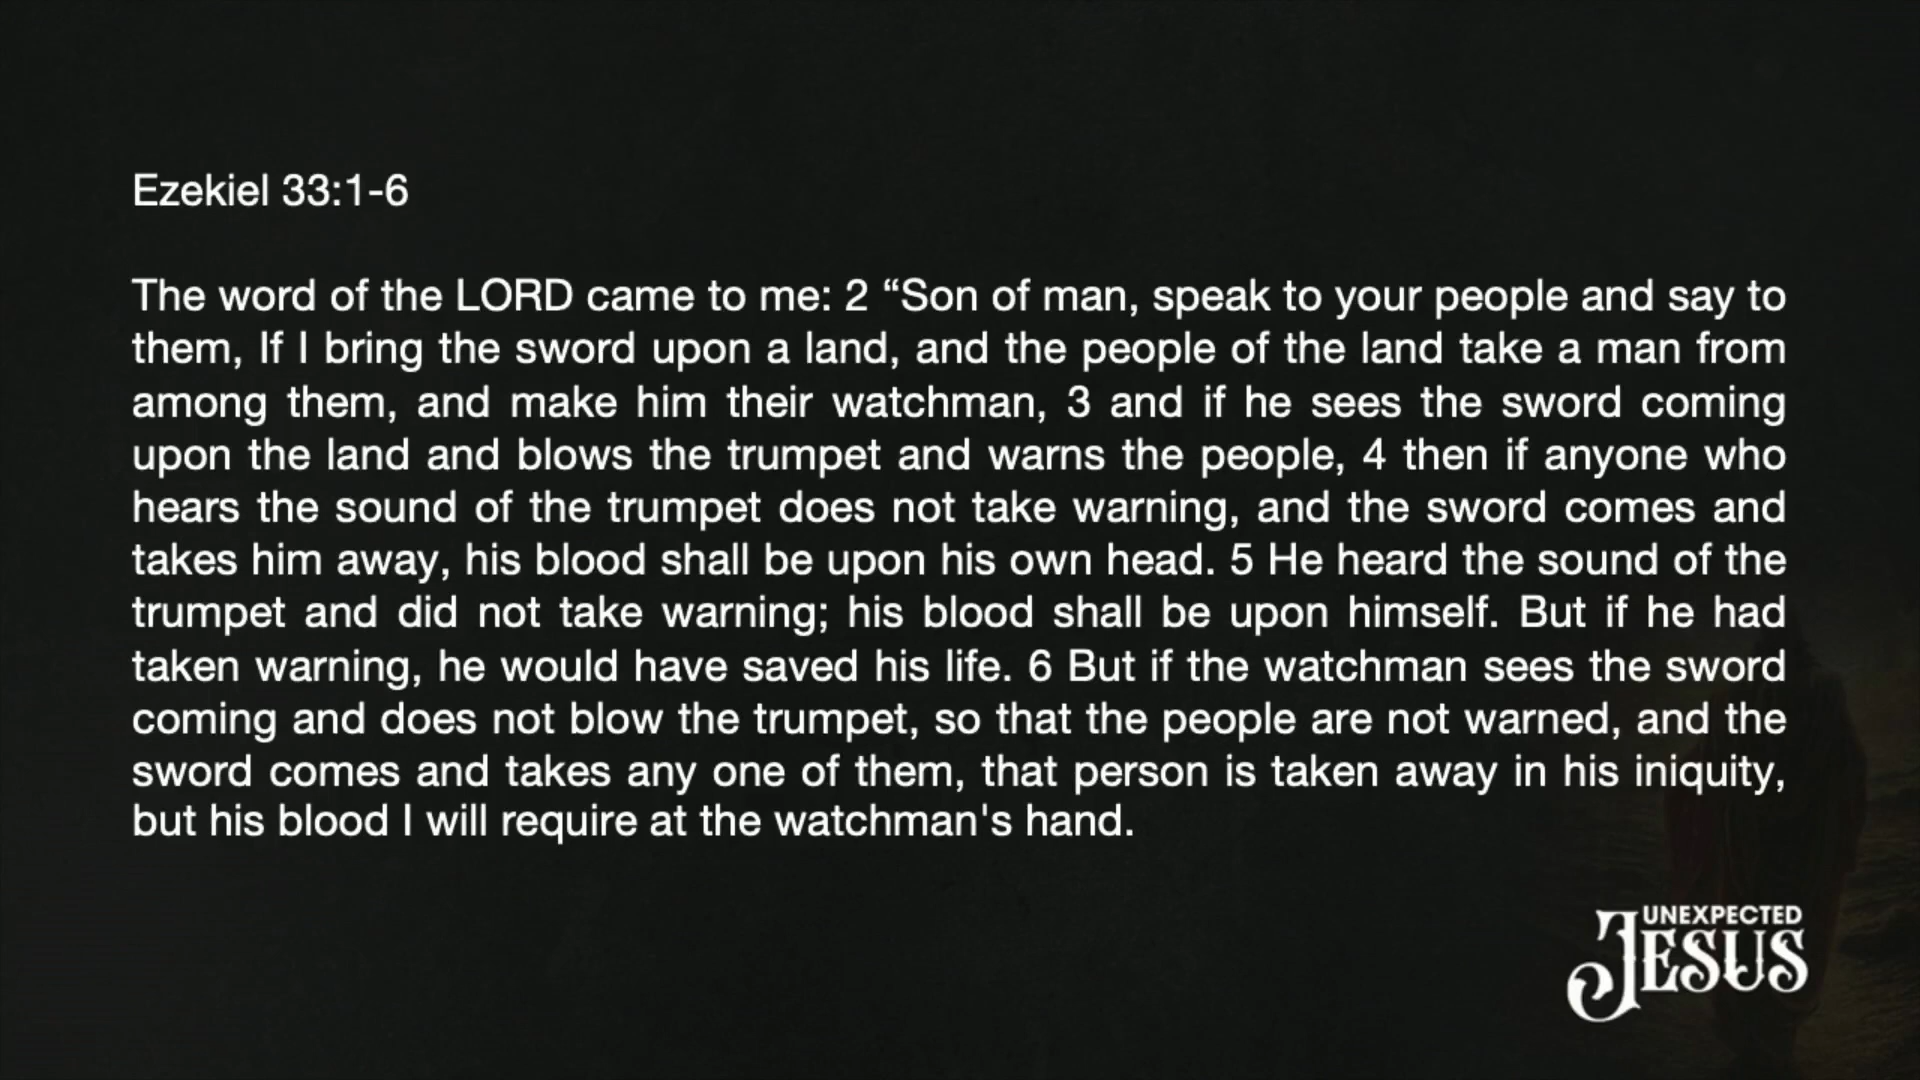 Ezekiel 33:1-6
The word of the LORD came to me: 2 “Son of man, speak to your people and say to
them, If I bring the sword upon a land, and the people of the land take a man from
among them, and make him their watchman, 3 and if he sees the sword coming
upon the land and blows the trumpet and warns the people, 4 then if anyone who
hears the sound of the trumpet does not take warning, and the sword comes and
takes him away, his blood shall be upon his own head. 5 He heard the sound of the
trumpet and did not take warning; his blood shall be upon himself. But if he had
taken warning, he would have saved his life. 6 But if the watchman sees the sword
coming and does not blow the trumpet, so that the people are not warned, and the
sword comes and takes any one of them, that person is taken away in his iniquity,
but his blood I will require at the watchman's hand.
UNEXPECTED
JESUS